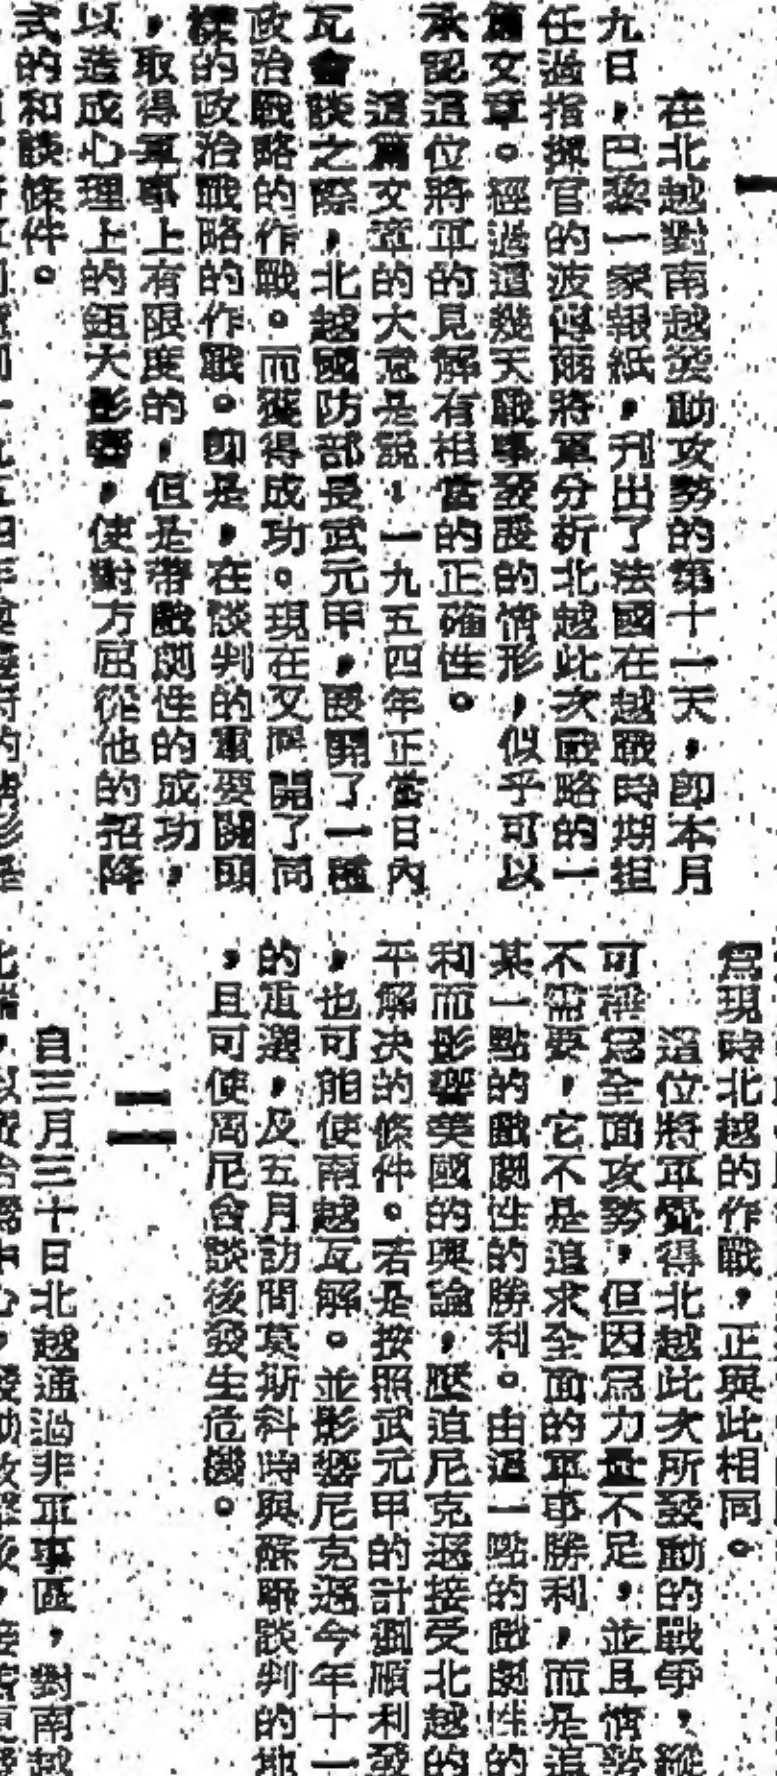 一
在北越對南越發動攻勢的第十一天，卽本月
九日，巴黎一家報紙，刋出了法國在越戰時期担
任過指揮官的波得爾將軍分析北越此次戰略的一
篇文章。經過這幾天戰事發展的情形，似乎可以
承認這位將軍的見解有相當的正確性。
這篇文章的大意是說，一九五四年正當日內
瓦會談之際，北越國防部長武元甲，展開了一種
政治戰略的作戰。而獲得成功。現在又展開了同
樣的政治戰略的作戰。卽是，在談判的重要關頭
，取得軍事上有限度的，但是帶戲劇性的成功，
以造成心理上的鉅大影響，使對方屈從他的招降
式的和談條件。
爲現時北越的作戰，正與此相同。
這位將軍覺得北越此次所發動的戰爭，縱
可稱爲全面攻勢，但因爲力量不足，並且情勢
不需要，它不是追求全面的軍事勝利，而是追
某一點的戲劇性的勝利。由這一點的戲劇性的
利而影響美國的輿論，壓迫尼克遜接受北越的
平解決的條件。若是按照武元甲的計劃順利發
，也可能使南越瓦解。並影響尼克遜今年十一
的重選，及五月訪問莫斯科時與蘇聯談判的地
，且可使周尼會談後發生危機。
二
自三月三十日北越通過非軍事區，對南越